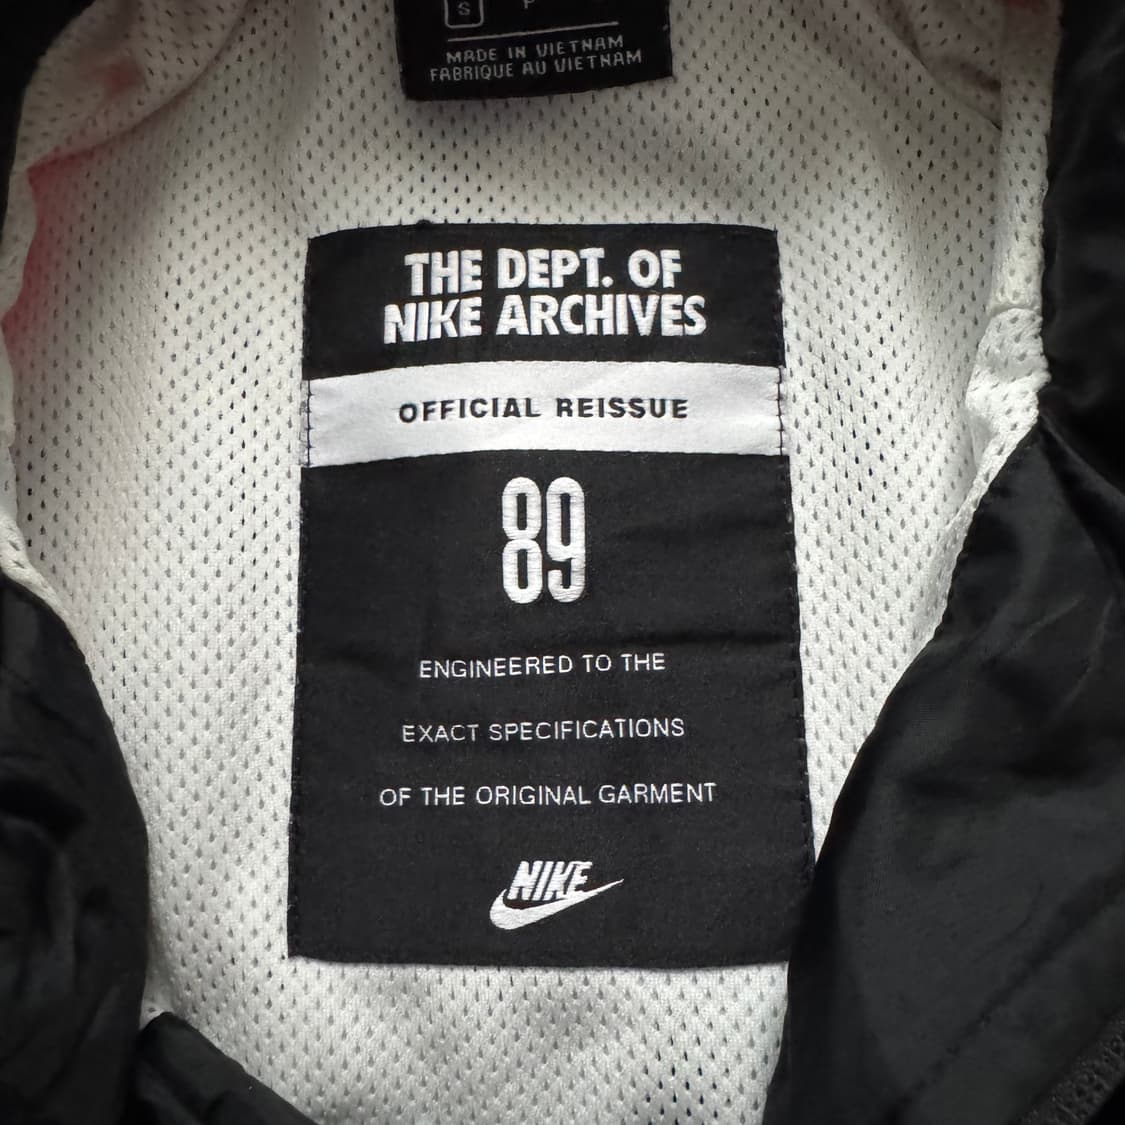 S P
MADE IN VIETNAM
FABRIQUE AU VIETNAM
THE DEPT. OF
NIKE ARCHIVES
OFFICIAL REISSUE
89
ENGINEERED TO THE
EXACT SPECIFICATIONS
OF THE ORIGINAL GARMENT
NIKE